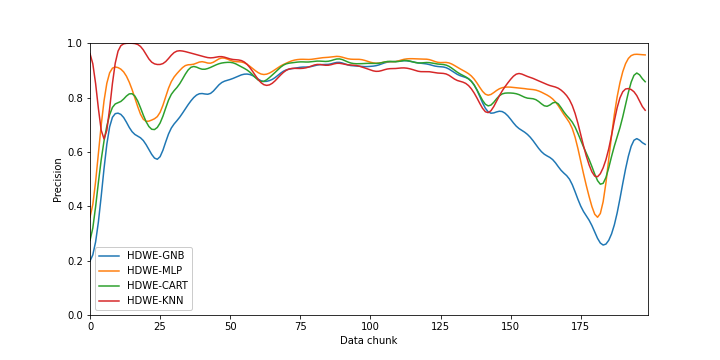 1.0
0.8
0.6
0.4
0.2
0.0
Precision
HDWE-GNB
HDWE-MLP
HDWE-CART
HDWE-KNN
0 25 50 75 100 125 150 175
Data chunk